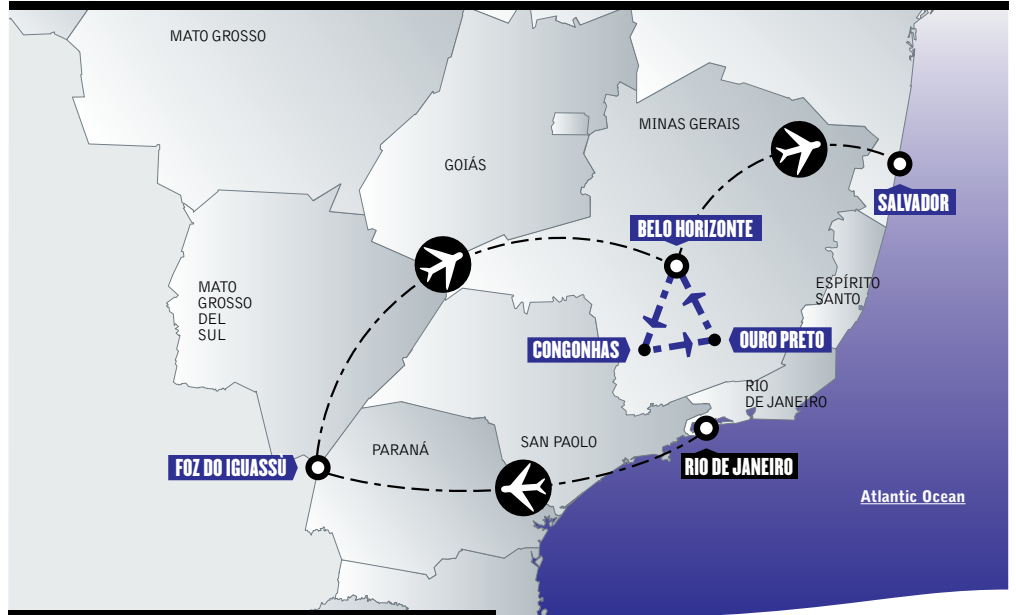 MATO GROSSO
MINAS GERAIS
GOIÁS
SALVADOR
BELO HORIZONTE
MATO
GROSSO
DEL
SUL
ESPÍRITO
SANTO
CONGONHAS
OURO PRETO
RIO
DE JANEIRO
PARANÁ
SAN PAOLO
FOZ DO IGUASSÙ
RIO DE JANEIRO
Atlantic Ocean